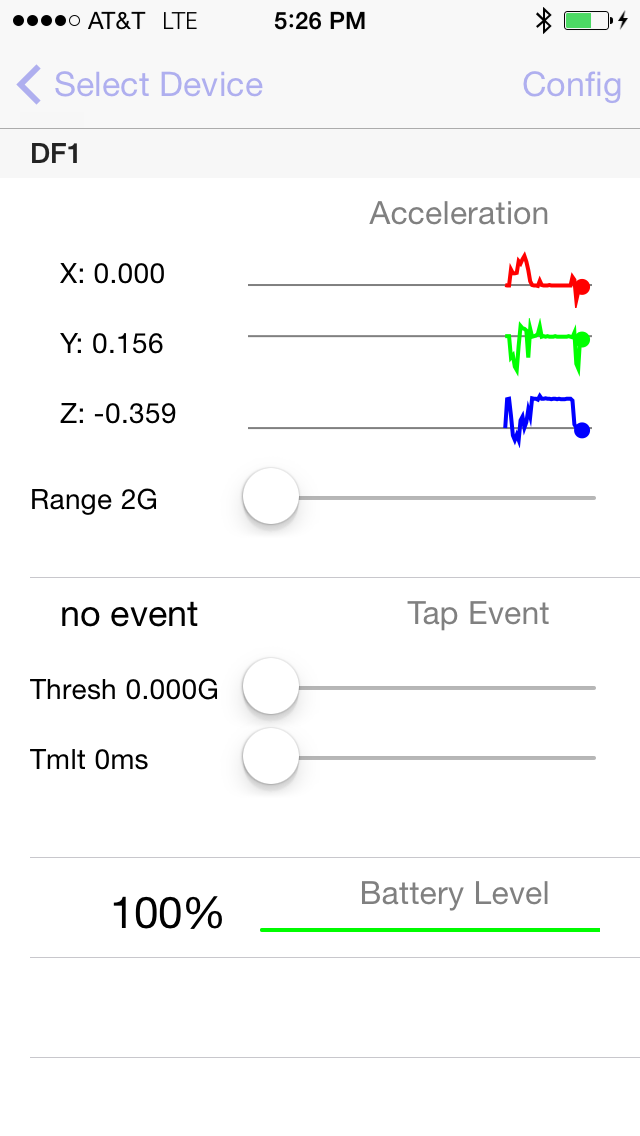 AT&T LTE 5:26 PM
Select Device Config
DF1
Acceleration
X: 0.000
Y: 0.156
Z: -0.359
Range 2G
no event Tap Event
Thresh 0.000G
Tmlt 0ms
Battery Level
100%